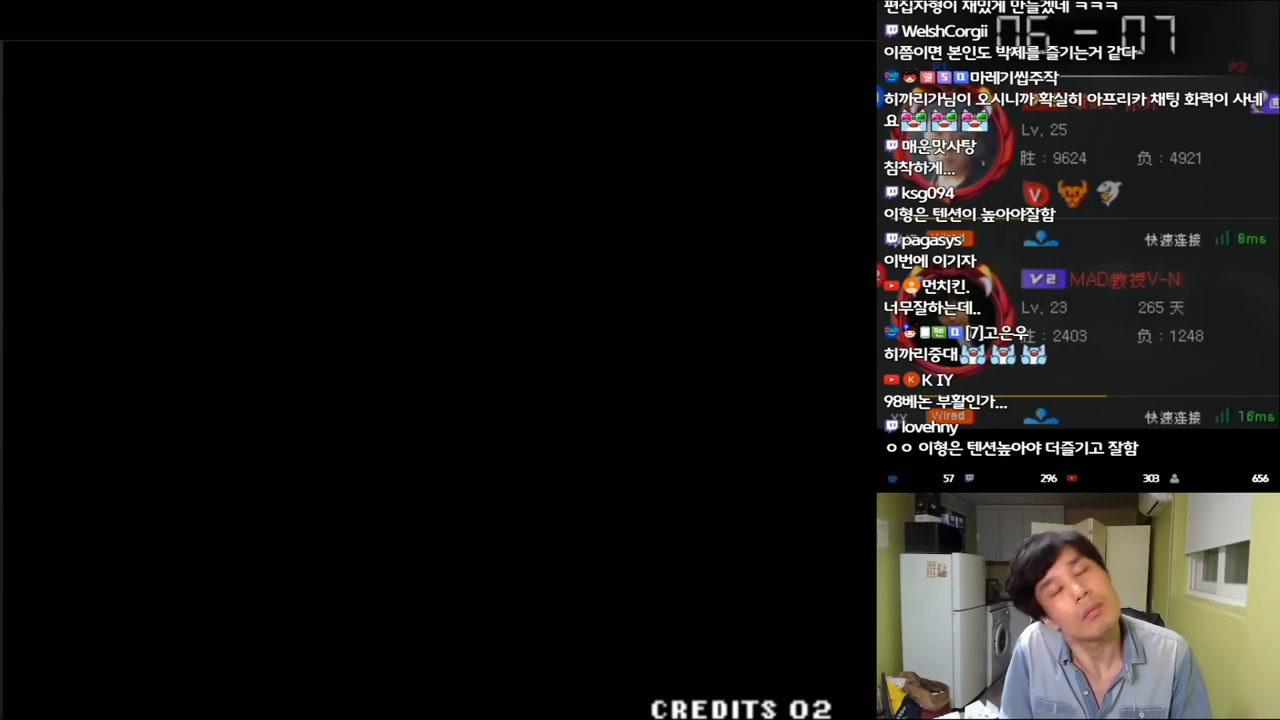 편집자형이 재밌게 만들겠네 ㅋㅋㅋ
WelshCorgii
06-07
이쯤이면 본인도 박제를 즐기는거 같다
P2
마레기씹주작
히까리가님이 오시니까 확실히 아프리카 채팅 화력이 사네
요
Lv. 25
매운맛사탕
胜 : 9624 负 : 4921
침착하게...
ksg094
이형은 텐션이 높아야잘함
pagasys
Wired
快速连接 8ms
이번에 이기자
V2 MAD教授V-N
먼치킨.
너무잘하는데..
Lv. 23 265 天
[7]고은우
胜 : 2403 负 : 1248
히까리중대
K IY
98베논 부활인가...
Wired
快速连接 16ms
lovehny
ㅇㅇ 이형은 텐션높아야 더즐기고 잘함
57 296 303 656
CREDITS 02